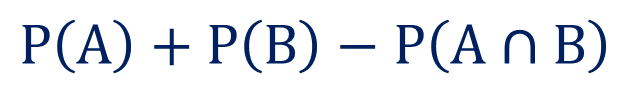 P(A) + P(B) − P(A ∩ B)